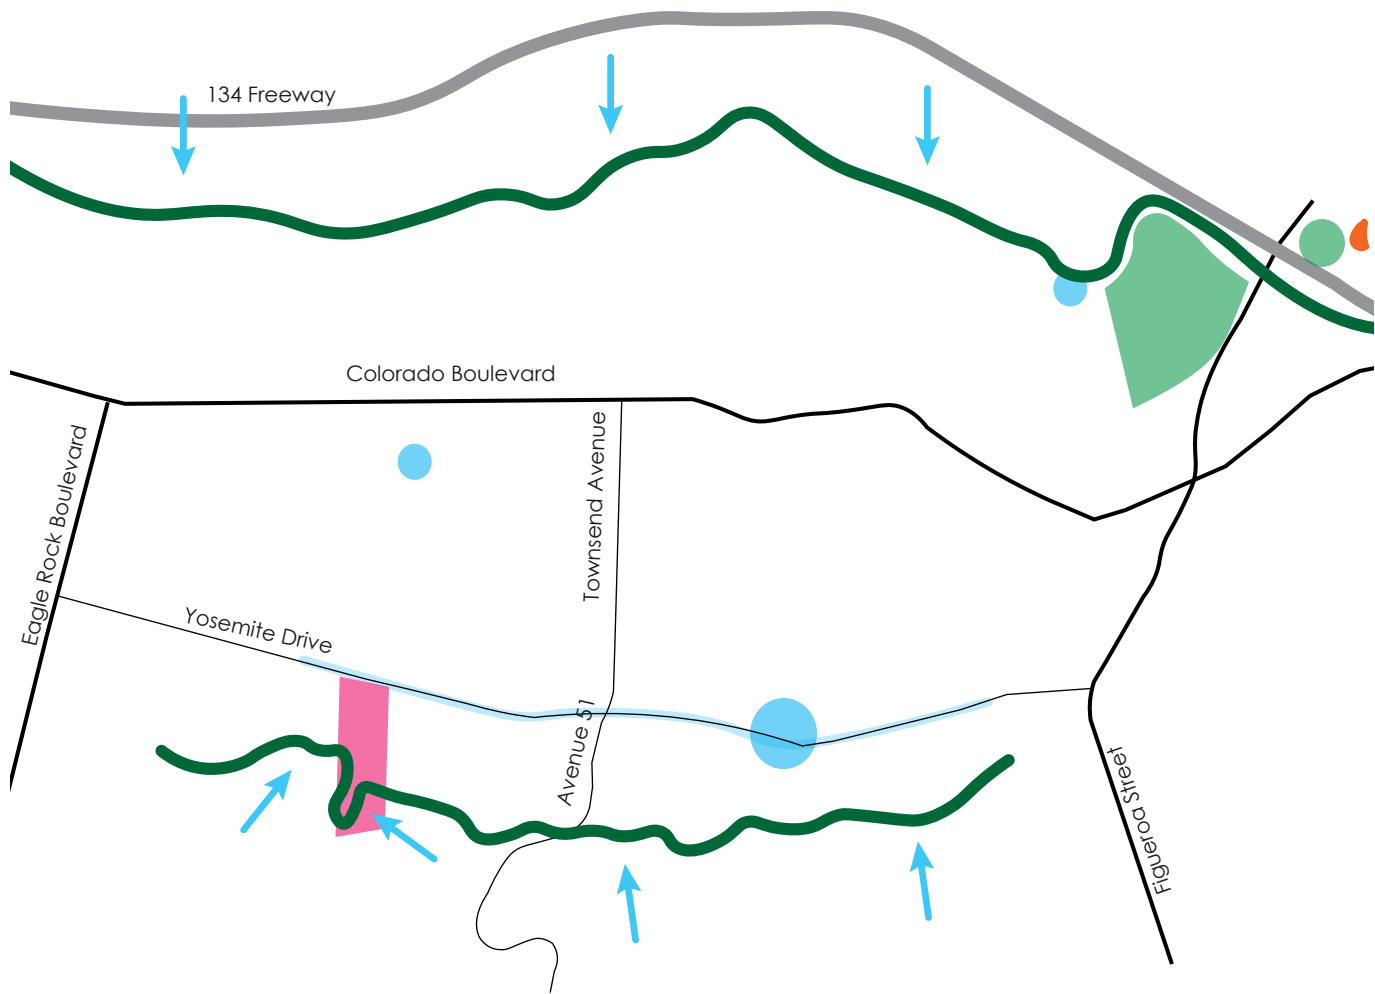 134 Freeway
Colorado Boulevard
Eagle Rock Boulevard
Townsend Avenue
Yosemite Drive
Avenue 51
Figueroa Street